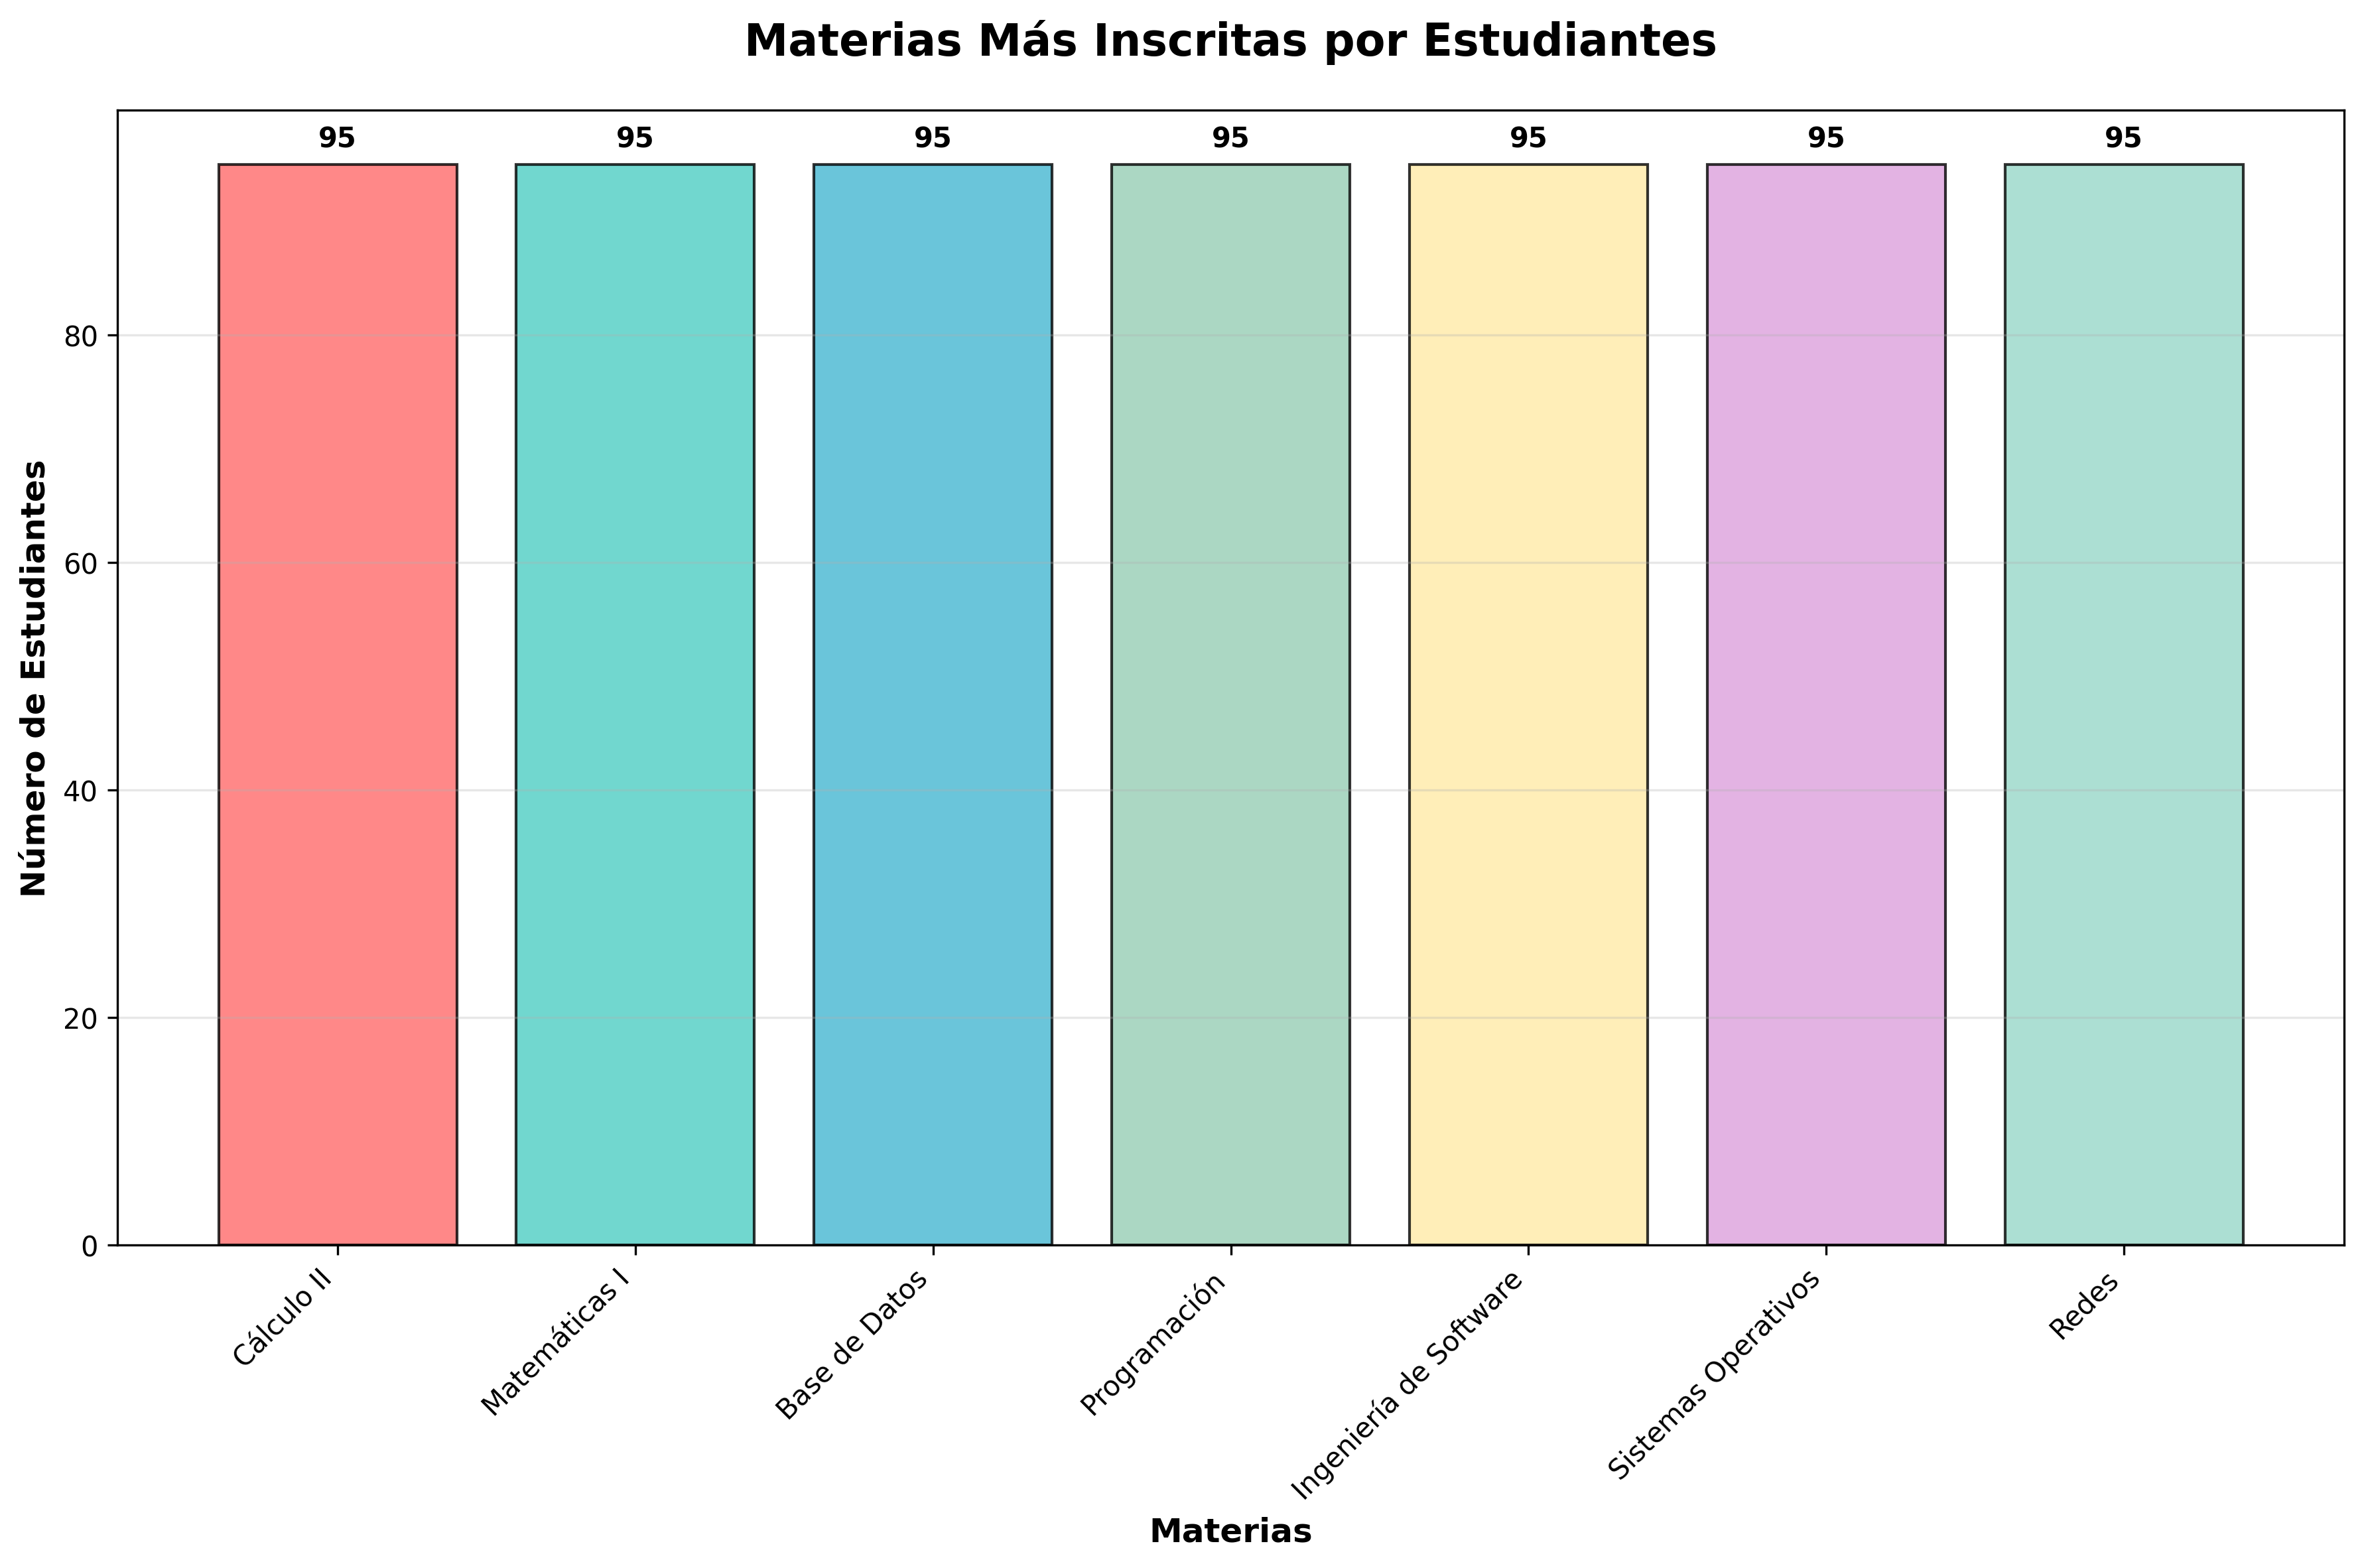 Materias Más Inscritas por Estudiantes
95 95 95 95 95 95 95
Número de Estudiantes
80
60
40
20
0
Cálculo II
Matemáticas I
Base de Datos
Programación
Ingeniería de Software
Sistemas Operativos
Redes
Materias